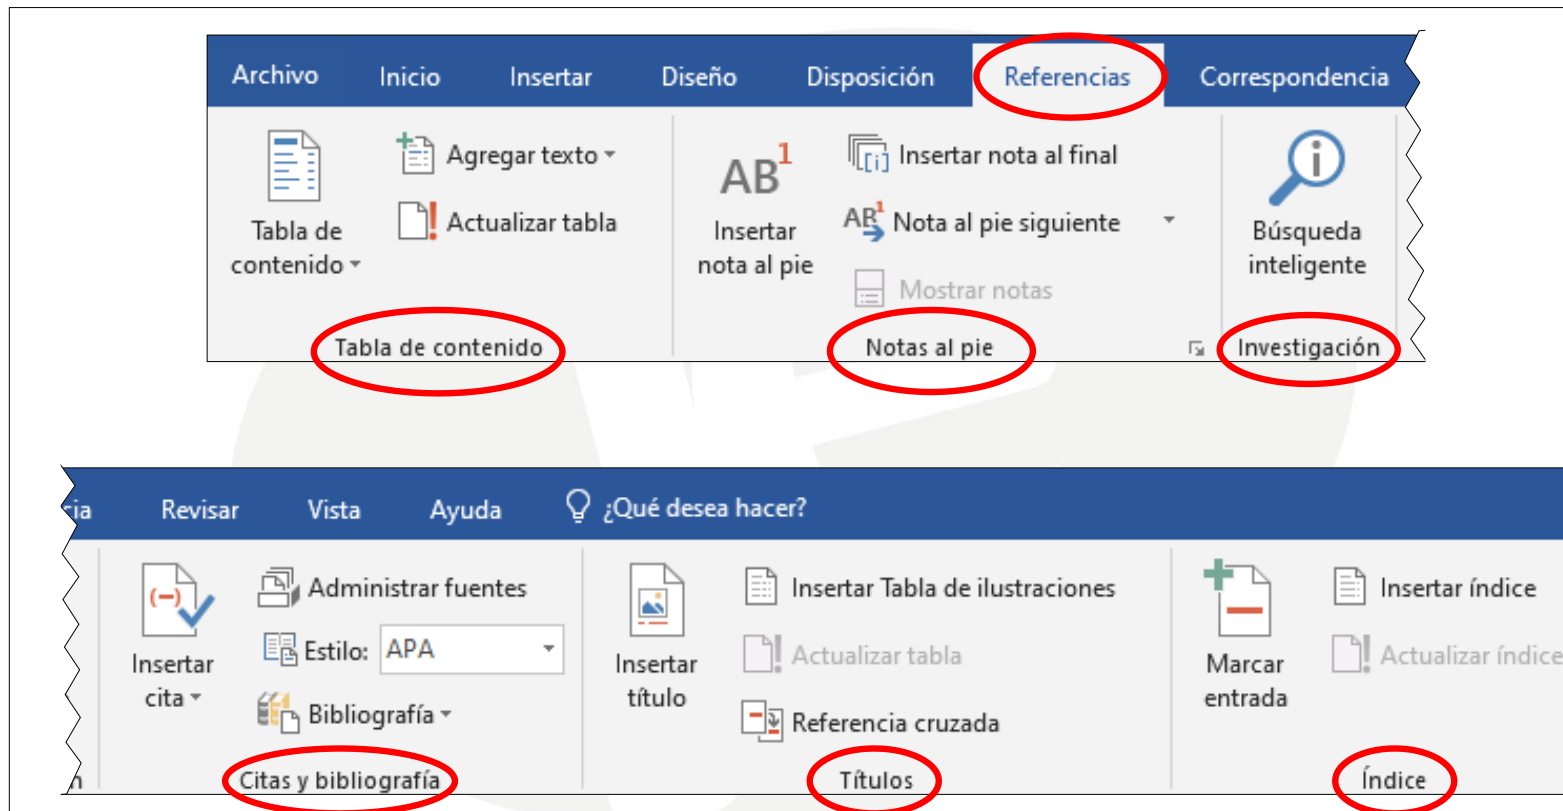 Archivo Inicio Insertar Diseño Disposición Referencias Correspondencia
Tabla de
contenido
Agregar texto
Actualizar tabla
Tabla de contenido
AB1
Insertar
nota al pie
[i] Insertar nota al final
AB1 Nota al pie siguiente
Mostrar notas
Notas al pie
Búsqueda
inteligente
Investigación
cia Revisar Vista Ayuda ¿Qué desea hacer?
(−)
Insertar
cita
Administrar fuentes
Estilo: APA
Bibliografía
Citas y bibliografía
Insertar
título
Insertar Tabla de ilustraciones
Actualizar tabla
Referencia cruzada
Títulos
Marcar
entrada
Insertar índice
Actualizar índice
Índice